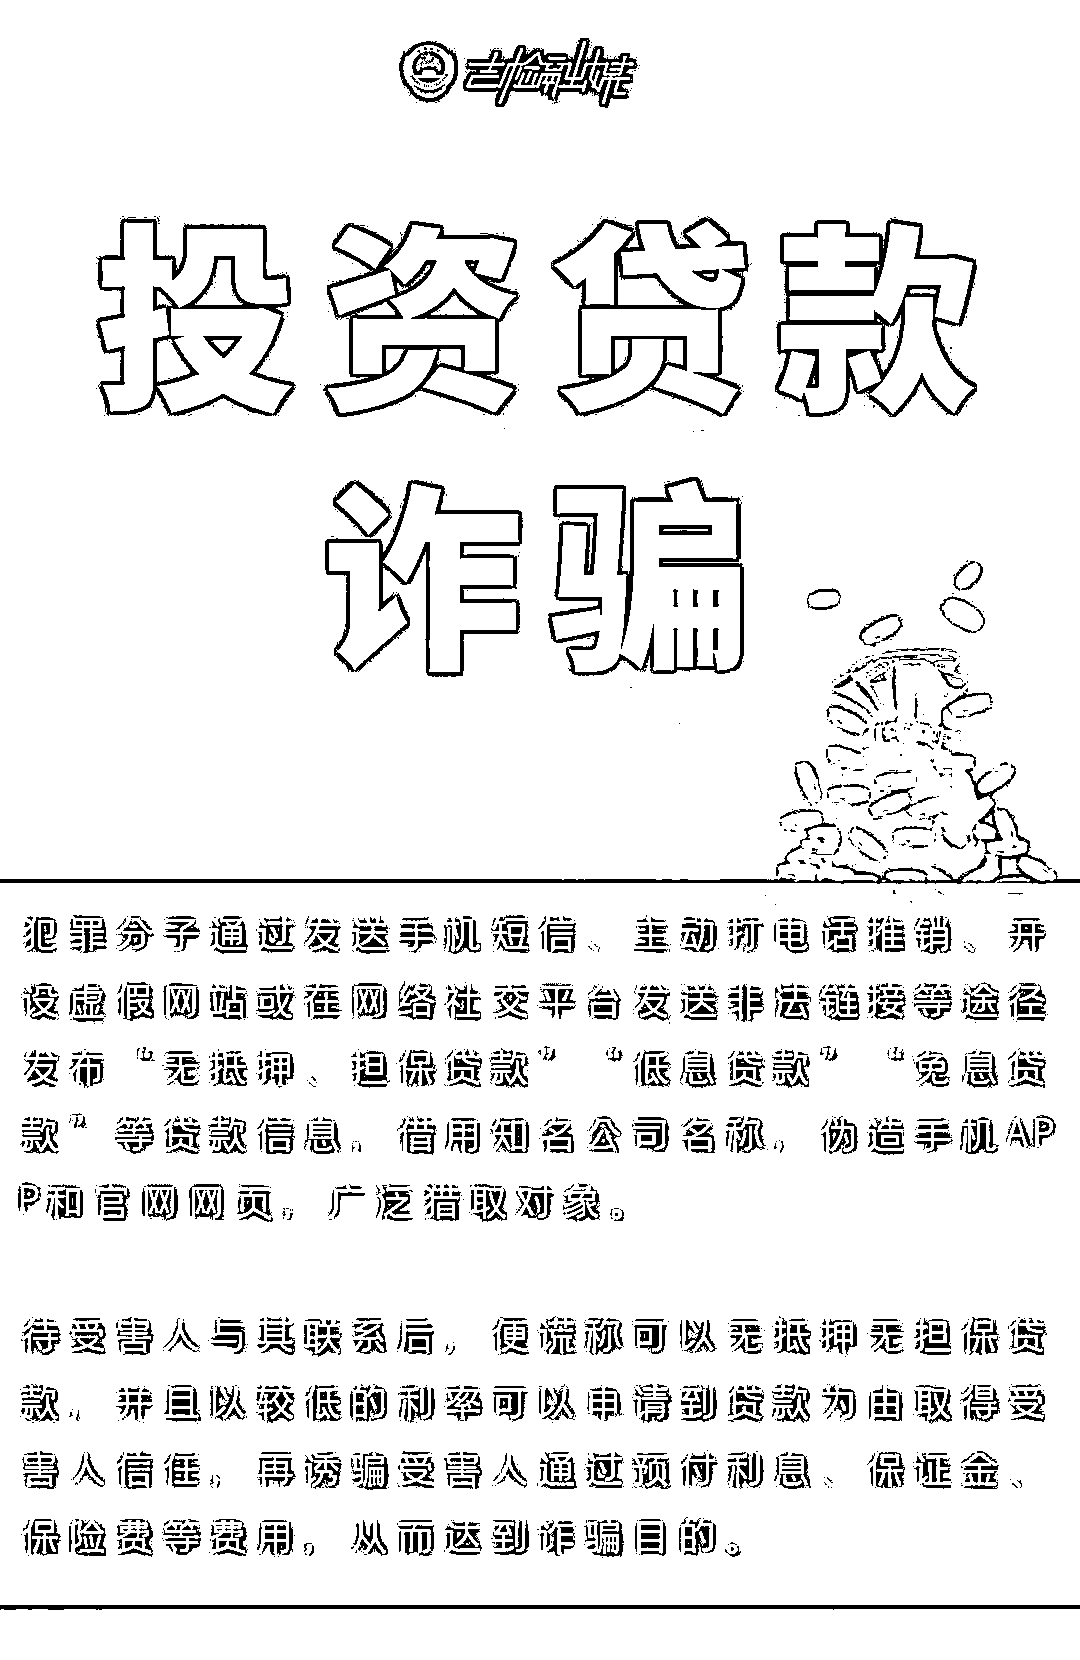 吉检融媒
投资贷款
诈骗
犯罪分子通过发送手机短信、主动打电话推销、开
设虚假网站或在网络社交平台发送非法链接等途径
发布“无抵押、担保贷款”“低息贷款”“免息贷
款”等贷款信息，借用知名公司名称，伪造手机AP
P和官网网页，广泛猎取对象。
待受害人与其联系后，便谎称可以无抵押无担保贷
款，并且以较低的利率可以申请到贷款为由取得受
害人信任，再诱骗受害人通过预付利息、保证金、
保险费等费用，从而达到诈骗目的。